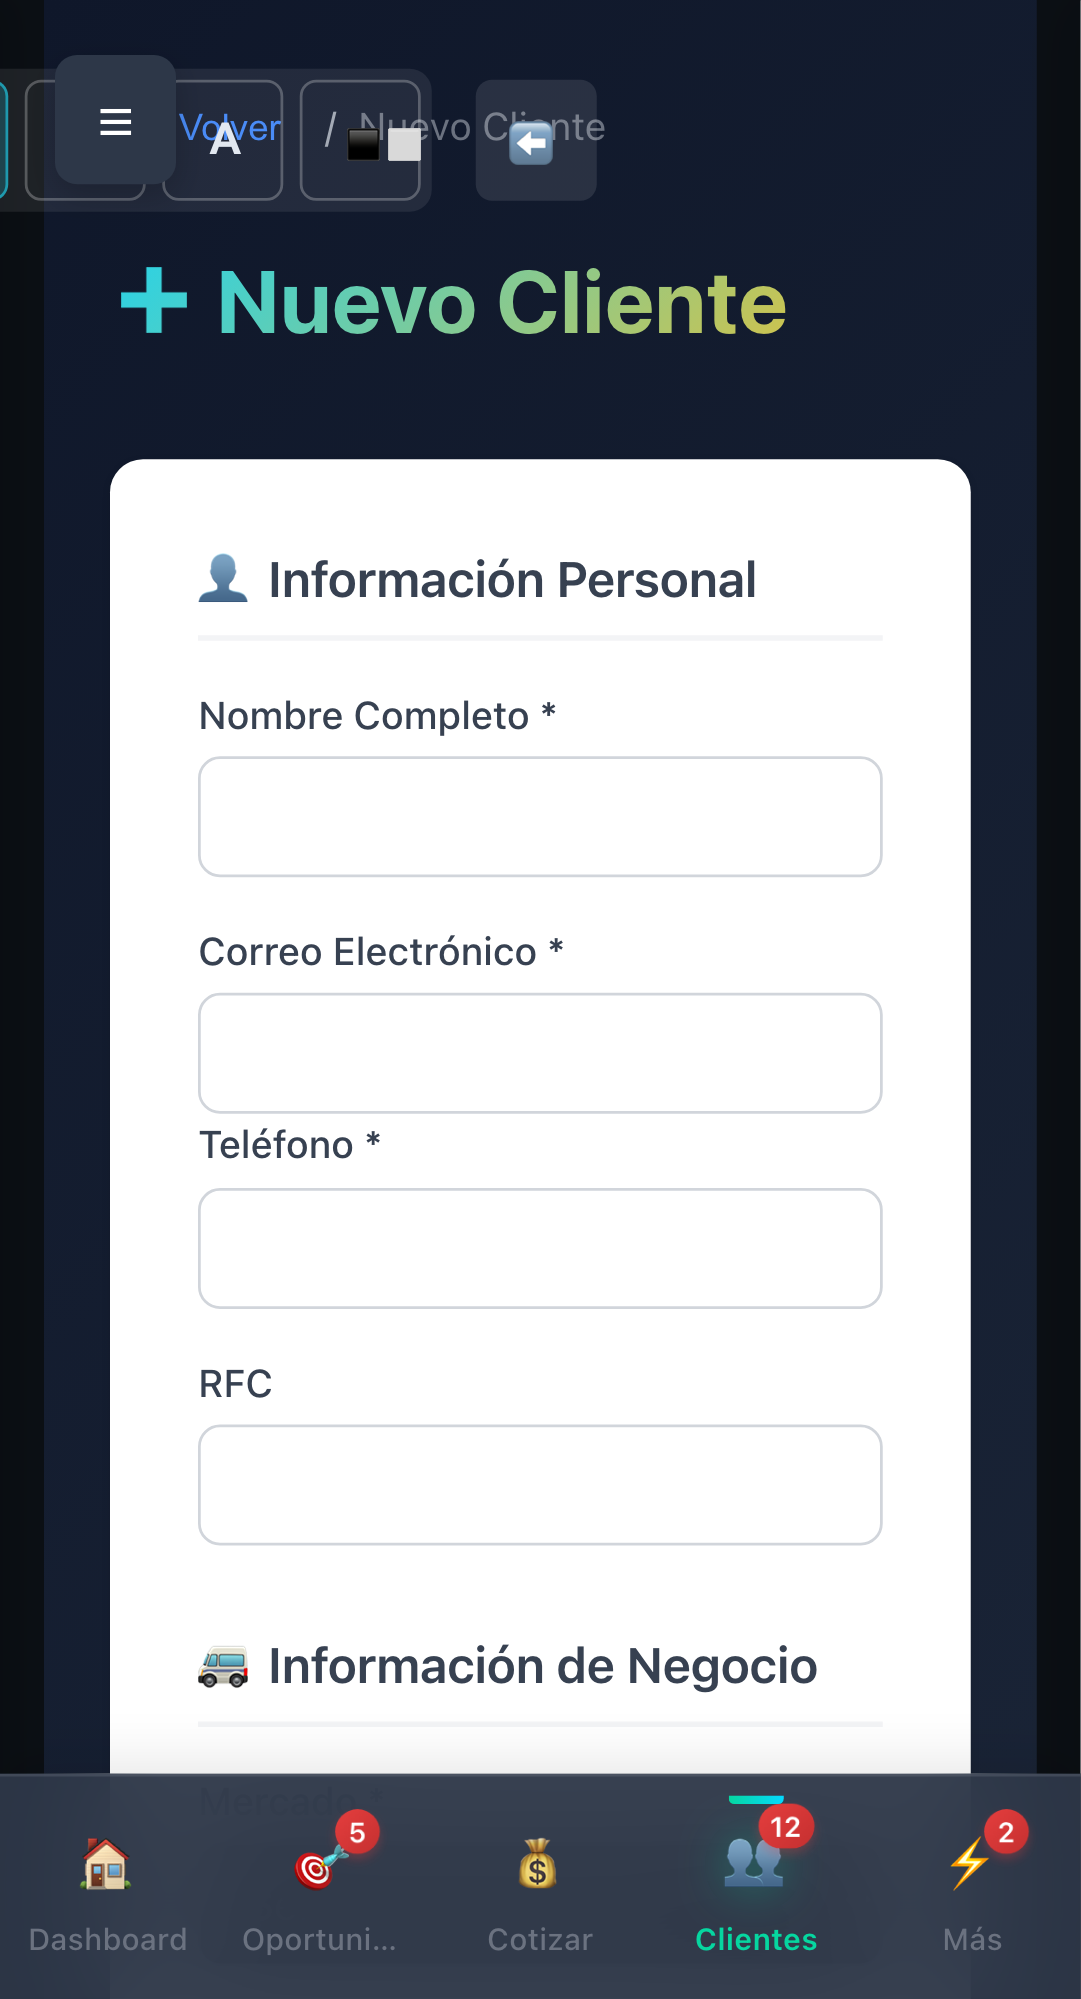 Volver / Nuevo Cliente
A
➕ Nuevo Cliente
Información Personal
Nombre Completo *
Correo Electrónico *
Teléfono *
RFC
Información de Negocio
Mercado *
5
12
2
Dashboard
Oportuni...
Cotizar
Clientes
Más